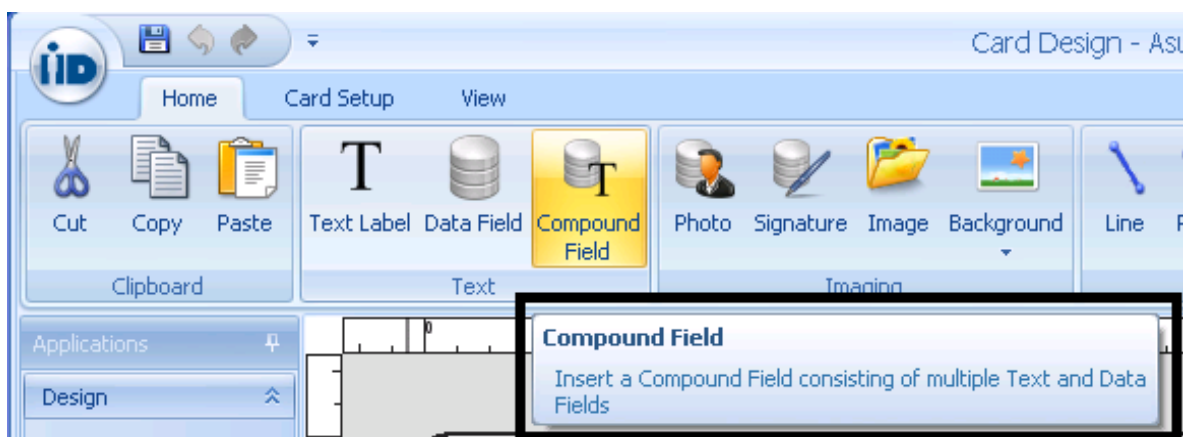 iiD
Card Design - Asu
Home Card Setup View
T T
Cut Copy Paste Text Label Data Field Compound Field Photo Signature Image Background Line
Clipboard Text Imaging
0
Applications
Compound Field
Design
Insert a Compound Field consisting of multiple Text and Data
Fields